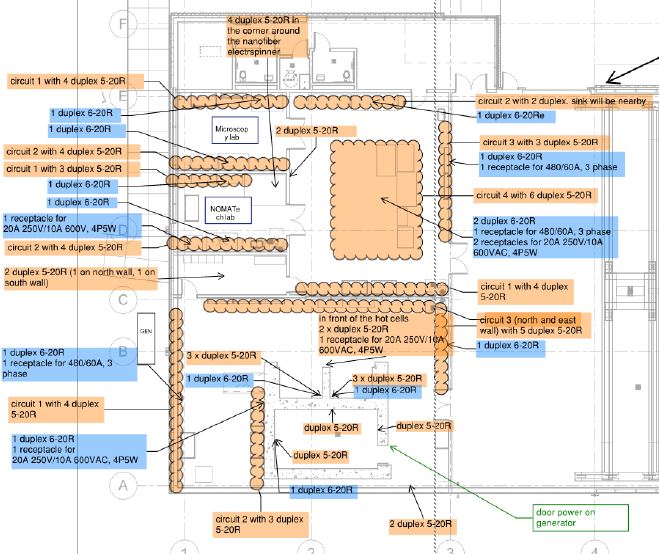 4 duplex 5-20R in
the corner around
the nanofiber
electrspinner
F
circuit 1 with 4 duplex 5-20R
E
circuit 2 with 2 duplex. sink will be nearby
1 duplex 6-20R
1 duplex 6-20Re
1 duplex 6-20R
Microscop
y lab
2 duplex 5-20R
circuit 3 with 3 duplex 5-20R
circuit 2 with 4 duplex 5-20R
1 duplex 6-20R
1 receptacle for 480/60A, 3 phase
circuit 1 with 3 duplex 5-20R
1 duplex 6-20R
circuit 4 with 6 duplex 5-20R
1 duplex 6-20R
NOMATe
ch lab
1 receptacle for
20A 250V/10A 600V, 4P5W
D
2 duplex 6-20R
1 receptacle for 480/60A, 3 phase
2 receptacles for 20A 250V/10A
600VAC, 4P5W
circuit 2 with 4 duplex 5-20R
2 duplex 5-20R (1 on north wall, 1 on
south wall)
C
circuit 1 with 4 duplex
5-20R
in front of the hot cells
2 x duplex 5-20R
1 receptacle for 20A 250V/10A
600VAC, 4P5W
circuit 3 (north and east
wall) with 5 duplex 5-20R
GEN
B
1 duplex 6-20R
1 duplex 6-20R
1 receptacle for 480/60A, 3
phase
3 x duplex 5-20R
1 duplex 6-20R
3 x duplex 5-20R
1 duplex 6-20R
circuit 1 with 4 duplex
5-20R
duplex 5-20R
duplex 5-20R
1 duplex 6-20R
1 receptacle for
20A 250V/10A 600VAC, 4P5W
duplex 5-20R
1 duplex 6-20R
A
door power on
generator
circuit 2 with 3 duplex
5-20R
2 duplex 5-20R
1
2
3
4